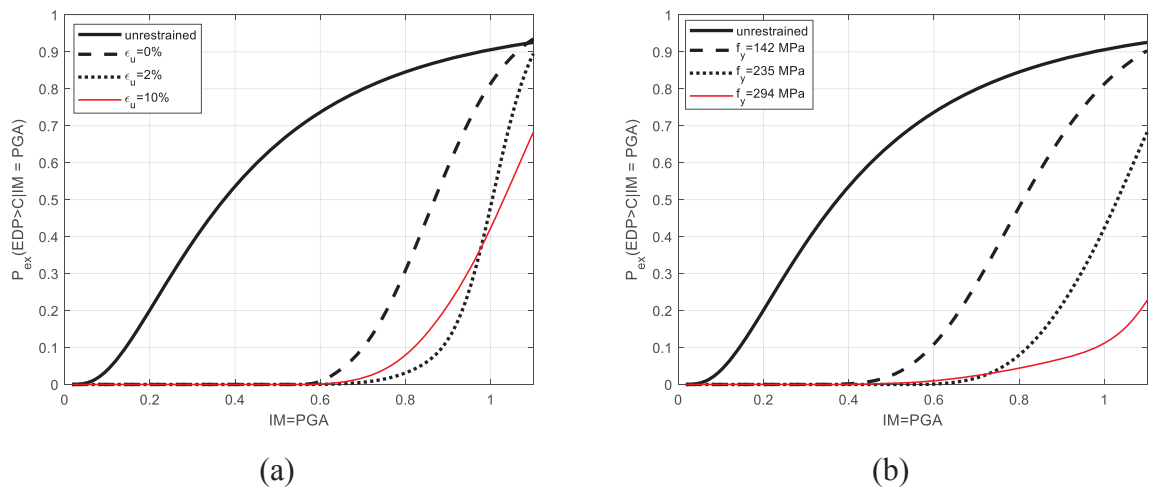 1
0.9
0.8
0.7
0.6
0.5
0.4
0.3
0.2
0.1
0
P_ex(EDP>C|IM = PGA)
unrestrained
ϵ_u=0%
ϵ_u=2%
ϵ_u=10%
0 0.2 0.4 0.6 0.8 1
IM=PGA
(a)
1
0.9
0.8
0.7
0.6
0.5
0.4
0.3
0.2
0.1
0
P_ex(EDP>C|IM = PGA)
unrestrained
f_y=142 MPa
f_y=235 MPa
f_y=294 MPa
0 0.2 0.4 0.6 0.8 1
IM=PGA
(b)